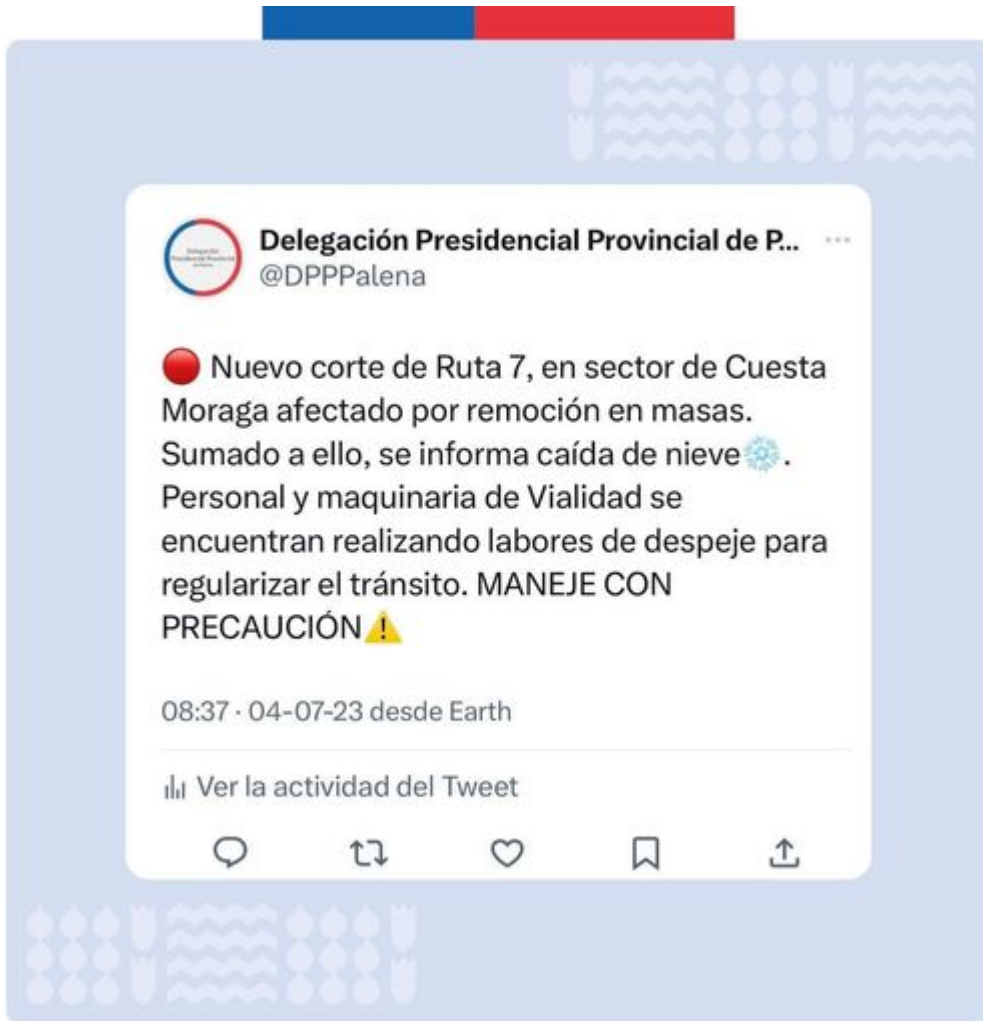 Delegación Presidencial Provincial de P...
@DPPPalena
🔴 Nuevo corte de Ruta 7, en sector de Cuesta
Moraga afectado por remoción en masas.
Sumado a ello, se informa caída de nieve❄️.
Personal y maquinaria de Vialidad se
encuentran realizando labores de despeje para
regularizar el tránsito. MANEJE CON
PRECAUCIÓN⚠️
08:37 · 04-07-23 desde Earth
Ver la actividad del Tweet